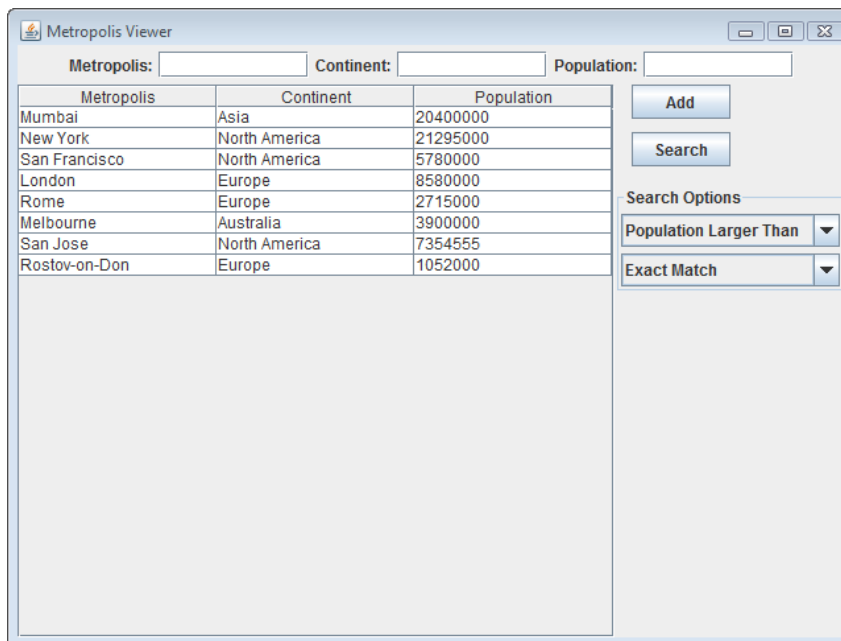 Metropolis Viewer
Metropolis: Continent: Population:
Metropolis Continent Population
Mumbai Asia 20400000
New York North America 21295000
San Francisco North America 5780000
London Europe 8580000
Rome Europe 2715000
Melbourne Australia 3900000
San Jose North America 7354555
Rostov-on-Don Europe 1052000
Add
Search
Search Options
Population Larger Than
Exact Match